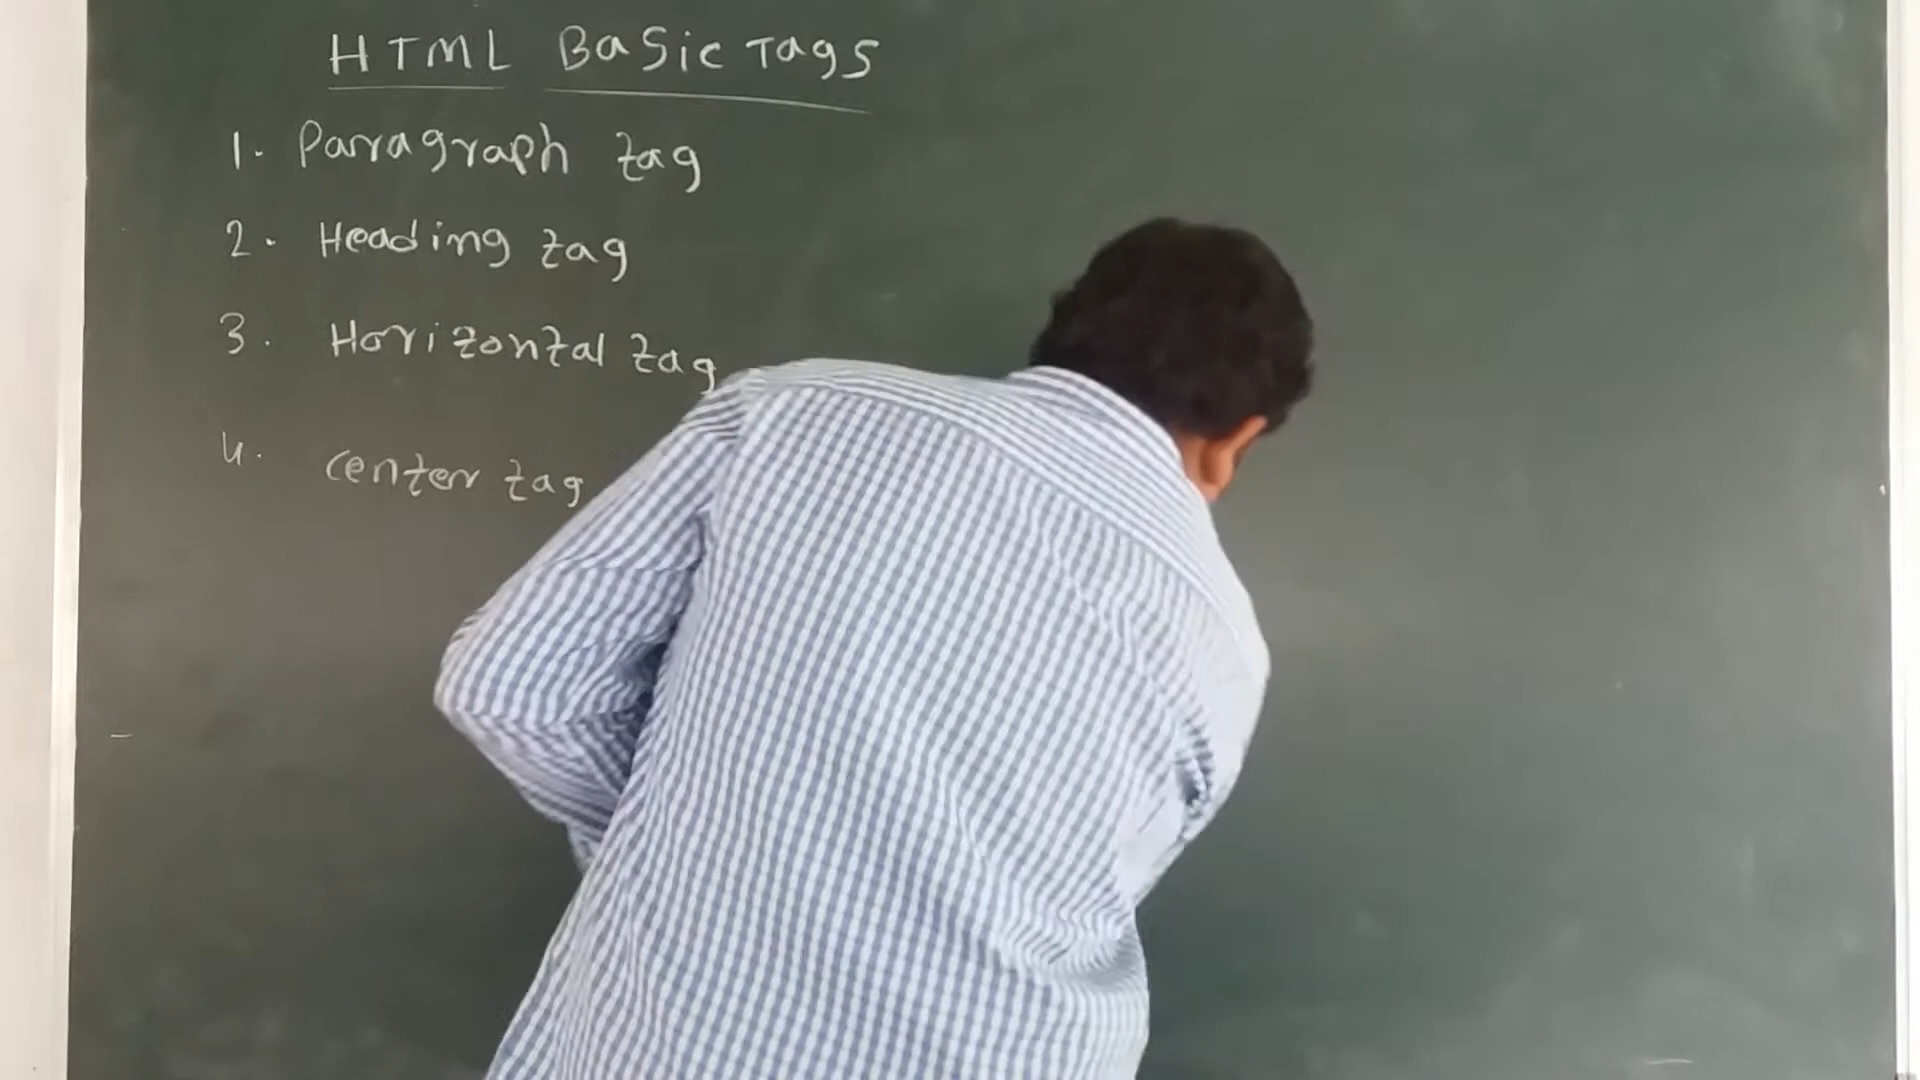 HTML Basic Tags
1. Paragraph tag
2. Heading tag
3. Horizontal tag
4. center tag